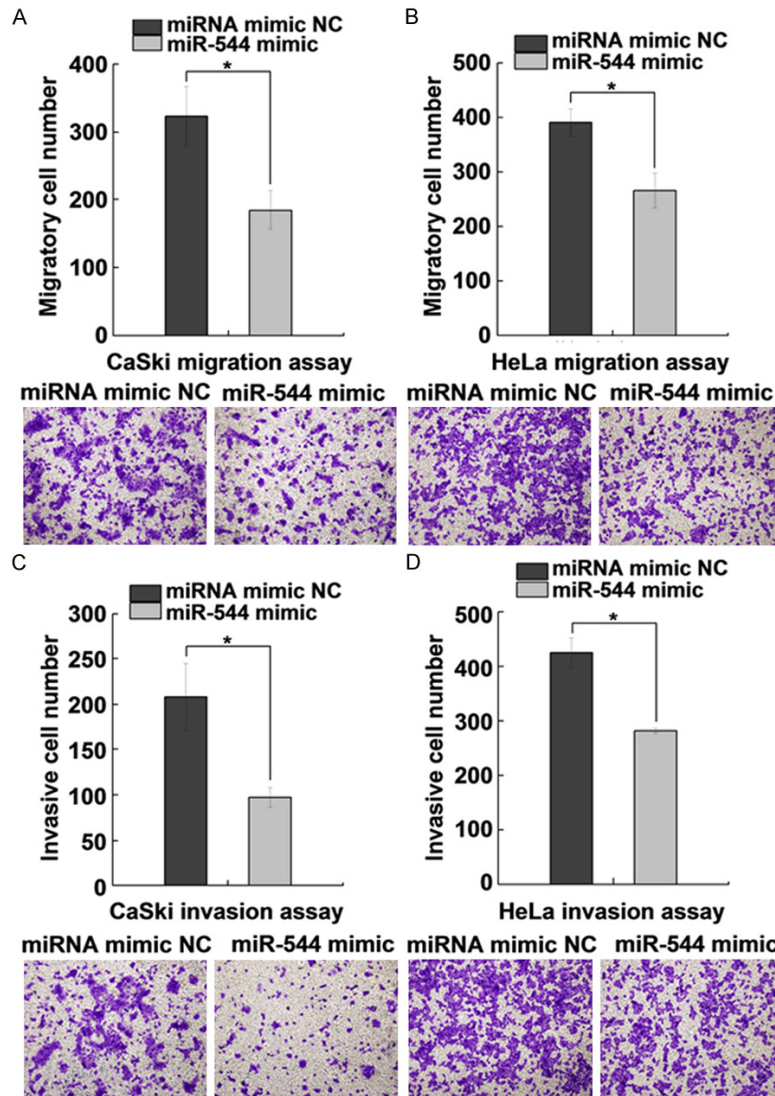 A
miRNA mimic NC
miR-544 mimic
400
300
200
100
0
*
Migratory cell number
CaSki migration assay
miRNA mimic NC miR-544 mimic
B
miRNA mimic NC
miR-544 mimic
500
400
300
200
100
0
*
Migratory cell number
HeLa migration assay
miRNA mimic NC miR-544 mimic
C
miRNA mimic NC
miR-544 mimic
300
250
200
150
100
50
0
*
Invasive cell number
CaSki invasion assay
miRNA mimic NC miR-544 mimic
D
miRNA mimic NC
miR-544 mimic
500
400
300
200
100
0
*
Invasive cell number
HeLa invasion assay
miRNA mimic NC miR-544 mimic